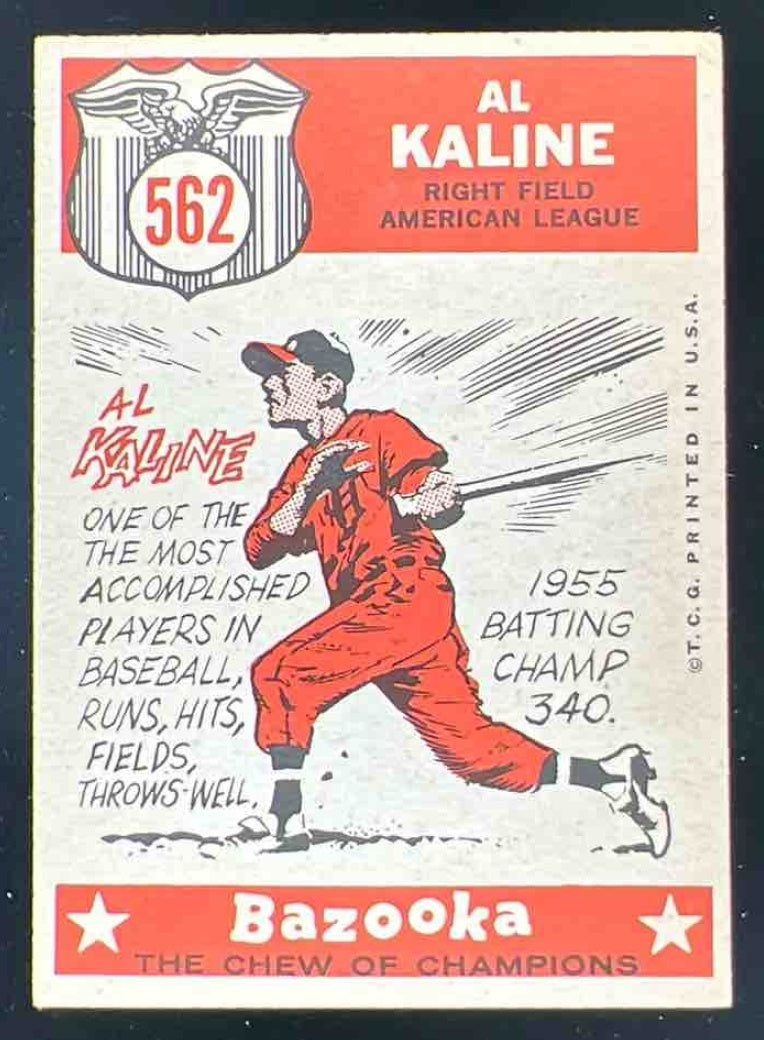 562
AL
KALINE
RIGHT FIELD
AMERICAN LEAGUE
AL
KALINE
ONE OF THE
THE MOST
ACCOMPLISHED
PLAYERS IN
BASEBALL,
RUNS, HITS,
FIELDS,
THROWS-WELL.
1955
BATTING
CHAMP
340.
©T.C.G. PRINTED IN U.S.A.
Bazooka
THE CHEW OF CHAMPIONS